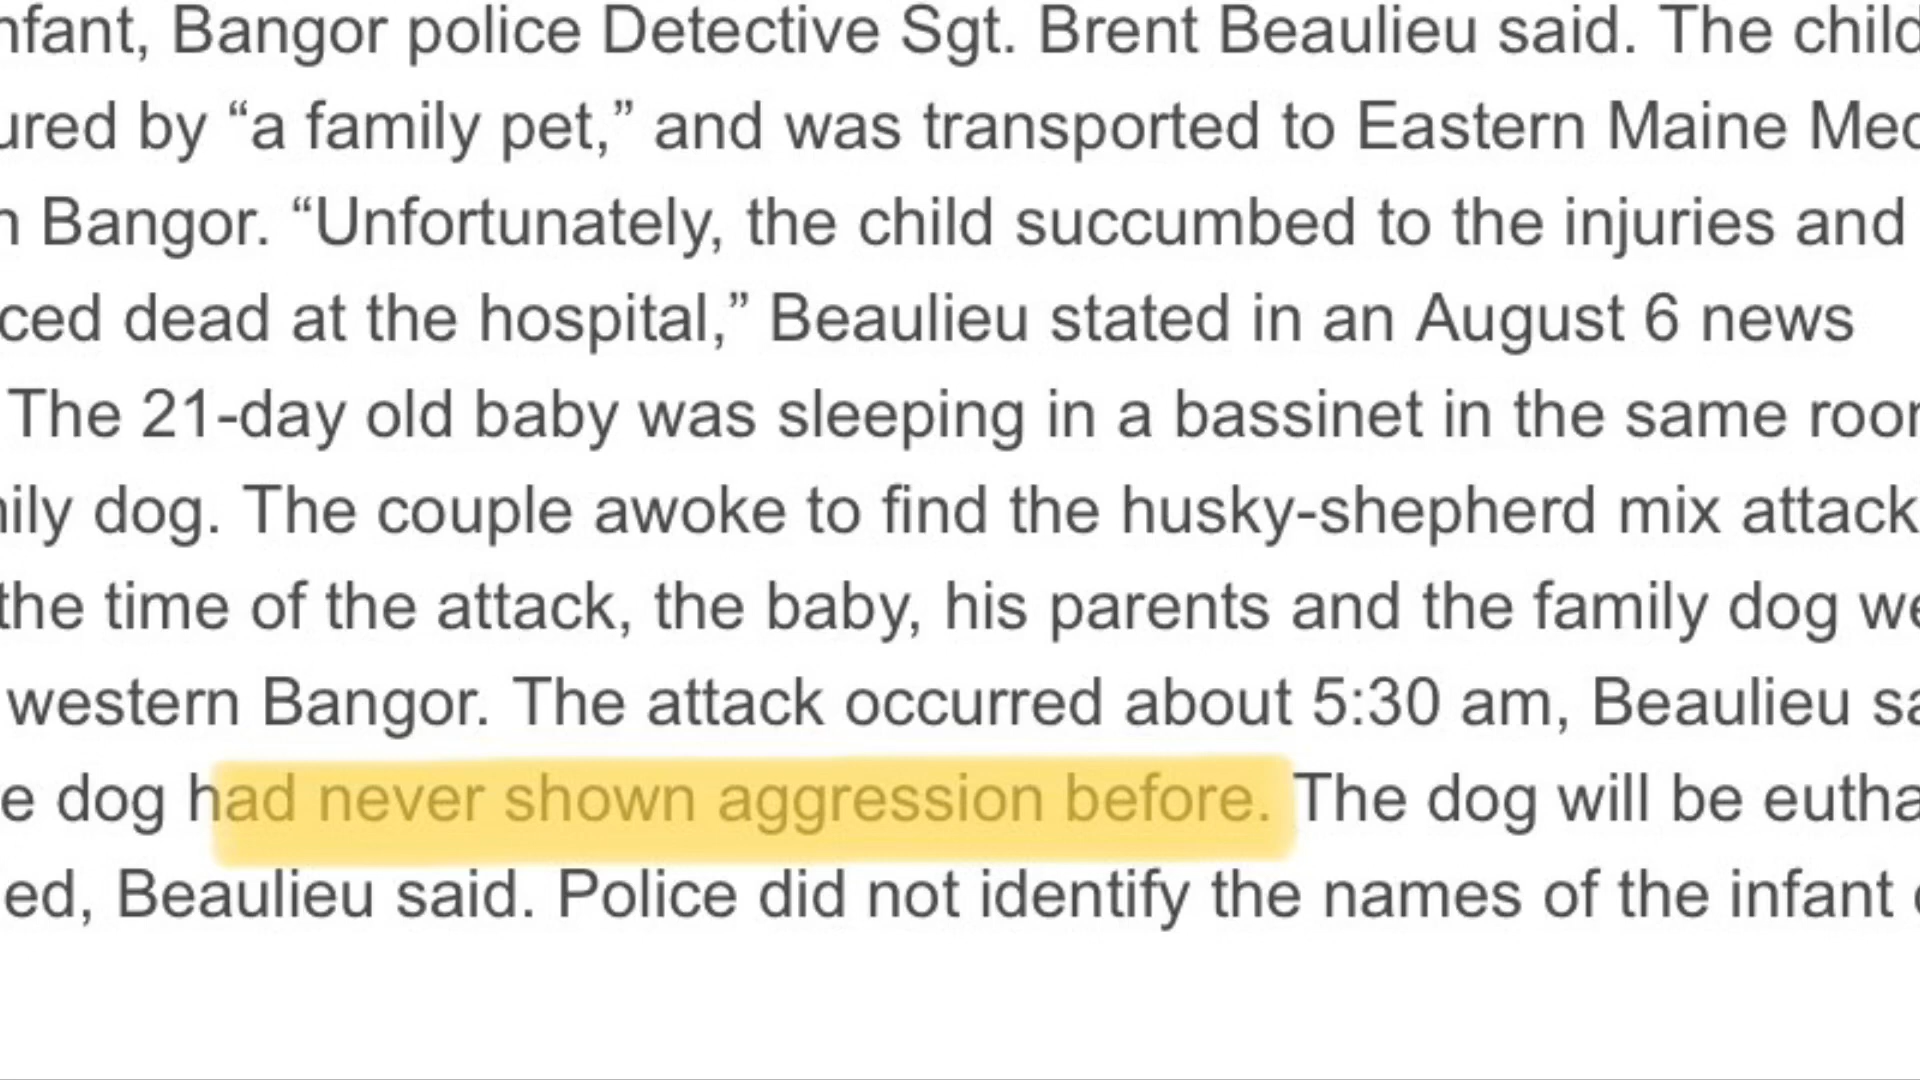 nfant, Bangor police Detective Sgt. Brent Beaulieu said. The child
ured by “a family pet,” and was transported to Eastern Maine Med
n Bangor. “Unfortunately, the child succumbed to the injuries and
ced dead at the hospital,” Beaulieu stated in an August 6 news
The 21-day old baby was sleeping in a bassinet in the same room
ily dog. The couple awoke to find the husky-shepherd mix attack
the time of the attack, the baby, his parents and the family dog we
western Bangor. The attack occurred about 5:30 am, Beaulieu sa
e dog had never shown aggression before. The dog will be eutha
ed, Beaulieu said. Police did not identify the names of the infant